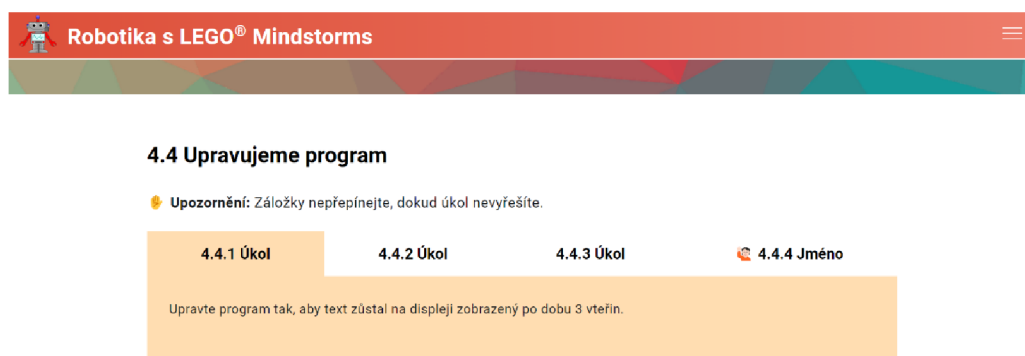 Robotika s LEGO® Mindstorms
4.4 Upravujeme program
Upozornění: Záložky nepřepínejte, dokud úkol nevyřešíte.
4.4.1 Úkol
4.4.2 Úkol
4.4.3 Úkol
4.4.4 Jméno
Upravte program tak, aby text zůstal na displeji zobrazený po dobu 3 vteřin.